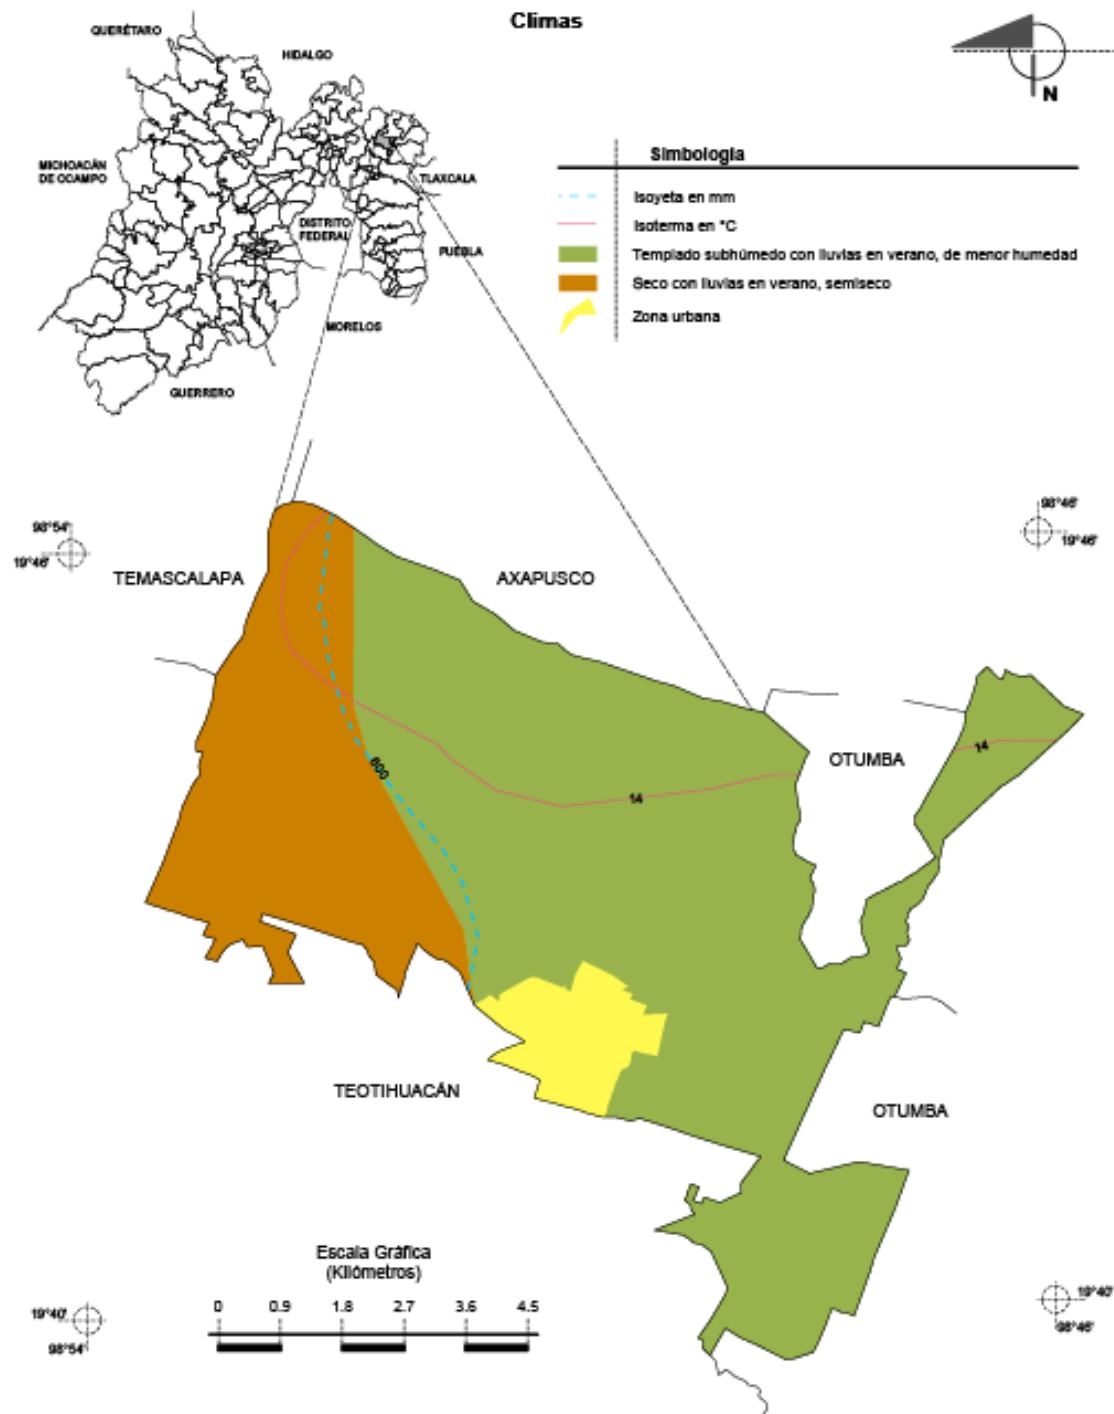 Climas
QUERÉTARO
HIDALGO
MICHOACÁN
DE OCAMPO
TLAXCALA
DISTRITO
FEDERAL
PUEBLA
MORELOS
GUERRERO
N
Simbología
Isoyeta en mm
Isoterma en °C
Templado subhúmedo con lluvias en verano, de menor humedad
Seco con lluvias en verano, semiseco
Zona urbana
98°54'
19°46'
98°46'
19°46'
TEMASCALAPA
AXAPUSCO
OTUMBA
14
600
14
TEOTIHUACÁN
OTUMBA
Escala Gráfica
(Kilómetros)
0 0.9 1.8 2.7 3.6 4.5
19°40'
98°54'
19°40'
98°46'